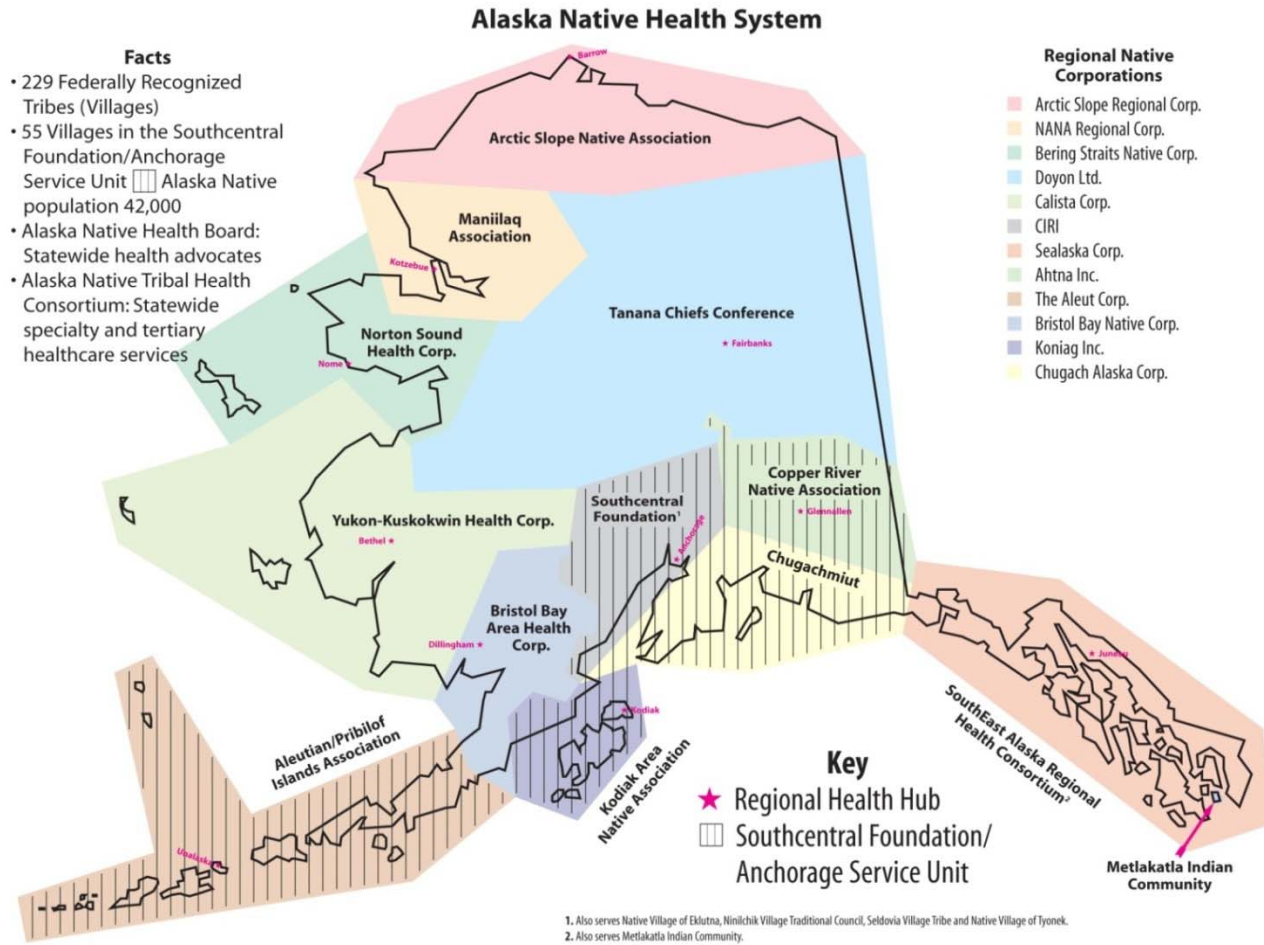 Alaska Native Health System
Facts
• 229 Federally Recognized
Tribes (Villages)
• 55 Villages in the Southcentral
Foundation/Anchorage
Service Unit Alaska Native
population 42,000
• Alaska Native Health Board:
Statewide health advocates
• Alaska Native Tribal Health
Consortium: Statewide
specialty and tertiary
healthcare services
Regional Native
Corporations
Arctic Slope Regional Corp.
NANA Regional Corp.
Bering Straits Native Corp.
Doyon Ltd.
Calista Corp.
CIRI
Sealaska Corp.
Ahtna Inc.
The Aleut Corp.
Bristol Bay Native Corp.
Koniag Inc.
Chugach Alaska Corp.
Barrow
Arctic Slope Native Association
Maniilaq
Association
Kotzebue
Tanana Chiefs Conference
Fairbanks
Norton Sound
Health Corp.
Nome
Copper River
Native Association
Glennallen
Southcentral
Foundation¹
Anchorage
Yukon-Kuskokwin Health Corp.
Bethel
Chugachmiut
Bristol Bay
Area Health
Corp.
Dillingham
Juneau
Kodiak
Aleutian/Pribilof
Islands Association
Unalaska
Kodiak Area
Native Association
SouthEast Alaska Regional
Health Consortium²
Metlakatla Indian
Community
Key
Regional Health Hub
Southcentral Foundation/
Anchorage Service Unit
1. Also serves Native Village of Eklutna, Ninilchik Village Traditional Council, Seldovia Village Tribe and Native Village of Tyonek.
2. Also serves Metlakatla Indian Community.